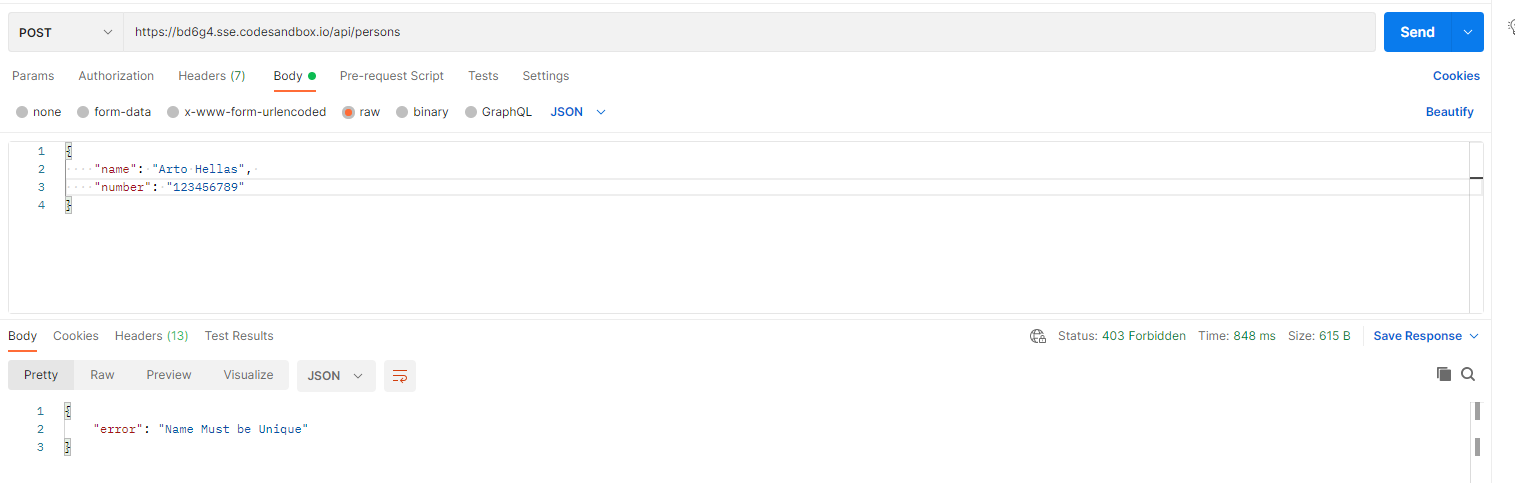 POST https://bd6g4.sse.codesandbox.io/api/persons Send
Params Authorization Headers (7) Body Pre-request Script Tests Settings Cookies
none form-data x-www-form-urlencoded raw binary GraphQL JSON Beautify
1 {
2 "name": "Arto Hellas",
3 "number": "123456789"
4 }
Body Cookies Headers (13) Test Results Status: 403 Forbidden Time: 848 ms Size: 615 B Save Response
Pretty Raw Preview Visualize JSON
1 {
2 "error": "Name Must be Unique"
3 }